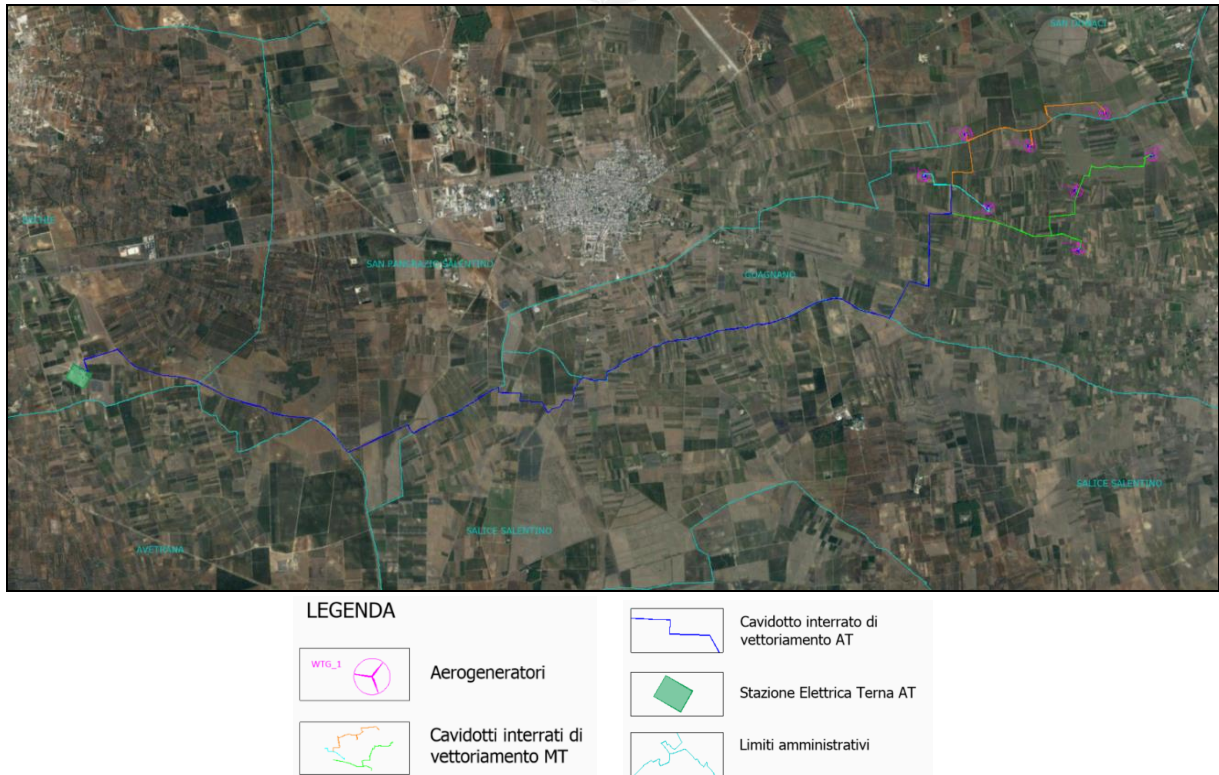 SAN DONACI
ERCHIE
SAN PANCRAZIO SALENTINO
GUAGNANO
SALICE SALENTINO
SALICE SALENTINO
AVETRANA
LEGENDA
WTG_1
Aerogeneratori
Cavidotti interrati di
vettoriamento MT
Cavidotto interrato di
vettoriamento AT
Stazione Elettrica Terna AT
Limiti amministrativi